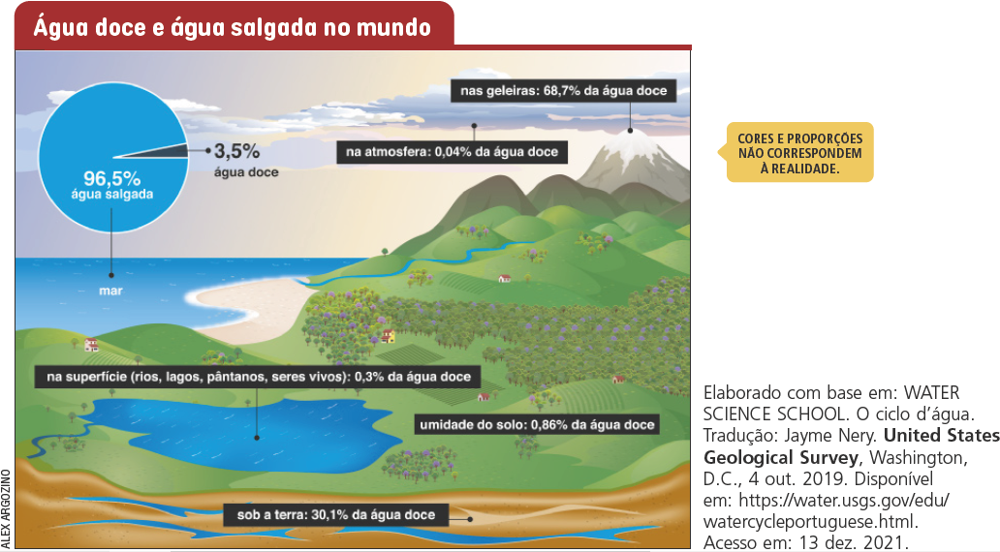 Água doce e água salgada no mundo
nas geleiras: 68,7% da água doce
na atmosfera: 0,04% da água doce
3,5%
água doce
96,5%
água salgada
mar
na superfície (rios, lagos, pântanos, seres vivos): 0,3% da água doce
umidade do solo: 0,86% da água doce
sob a terra: 30,1% da água doce
ALEX ARGOZINO
CORES E PROPORÇÕES
NÃO CORRESPONDEM
À REALIDADE.
Elaborado com base em: WATER
SCIENCE SCHOOL. O ciclo d’água.
Tradução: Jayme Nery. United States
Geological Survey, Washington,
D.C., 4 out. 2019. Disponível
em: https://water.usgs.gov/edu/
watercycleportuguese.html.
Acesso em: 13 dez. 2021.